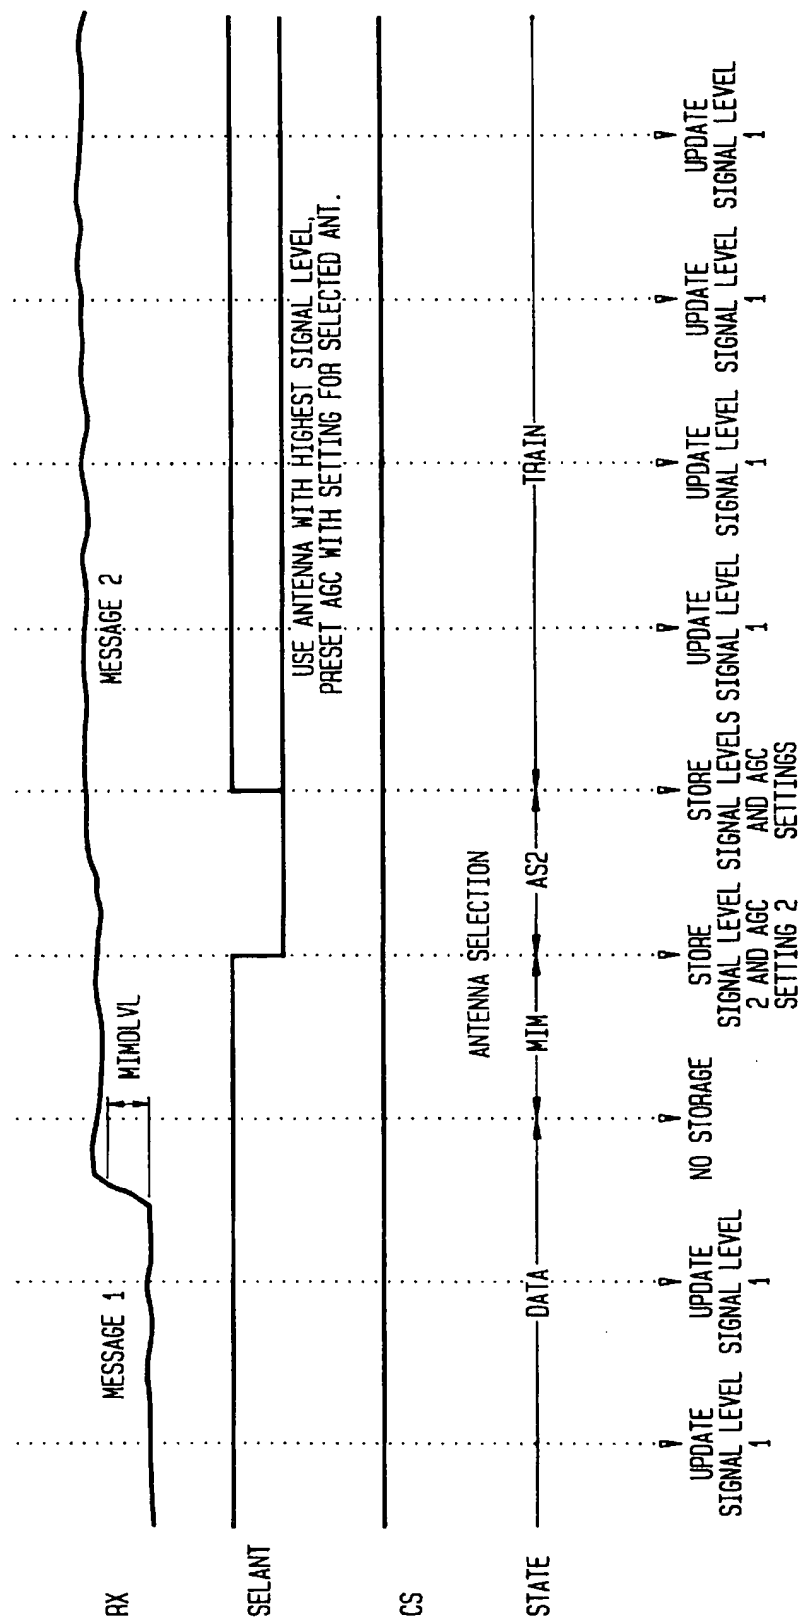 RX
MESSAGE 1
MIMDLVL
MESSAGE 2
SELANT
USE ANTENNA WITH HIGHEST SIGNAL LEVEL,
PRESET AGC WITH SETTING FOR SELECTED ANT.
CS
ANTENNA SELECTION
STATE
DATA
MIM
AS2
TRAIN
UPDATE
SIGNAL LEVEL
1
UPDATE
SIGNAL LEVEL
1
NO STORAGE
STORE
SIGNAL LEVEL
2 AND AGC
SETTING 2
STORE
SIGNAL LEVELS
AND AGC
SETTINGS
UPDATE
SIGNAL LEVEL
1
UPDATE
SIGNAL LEVEL
1
UPDATE
SIGNAL LEVEL
1
UPDATE
SIGNAL LEVEL
1